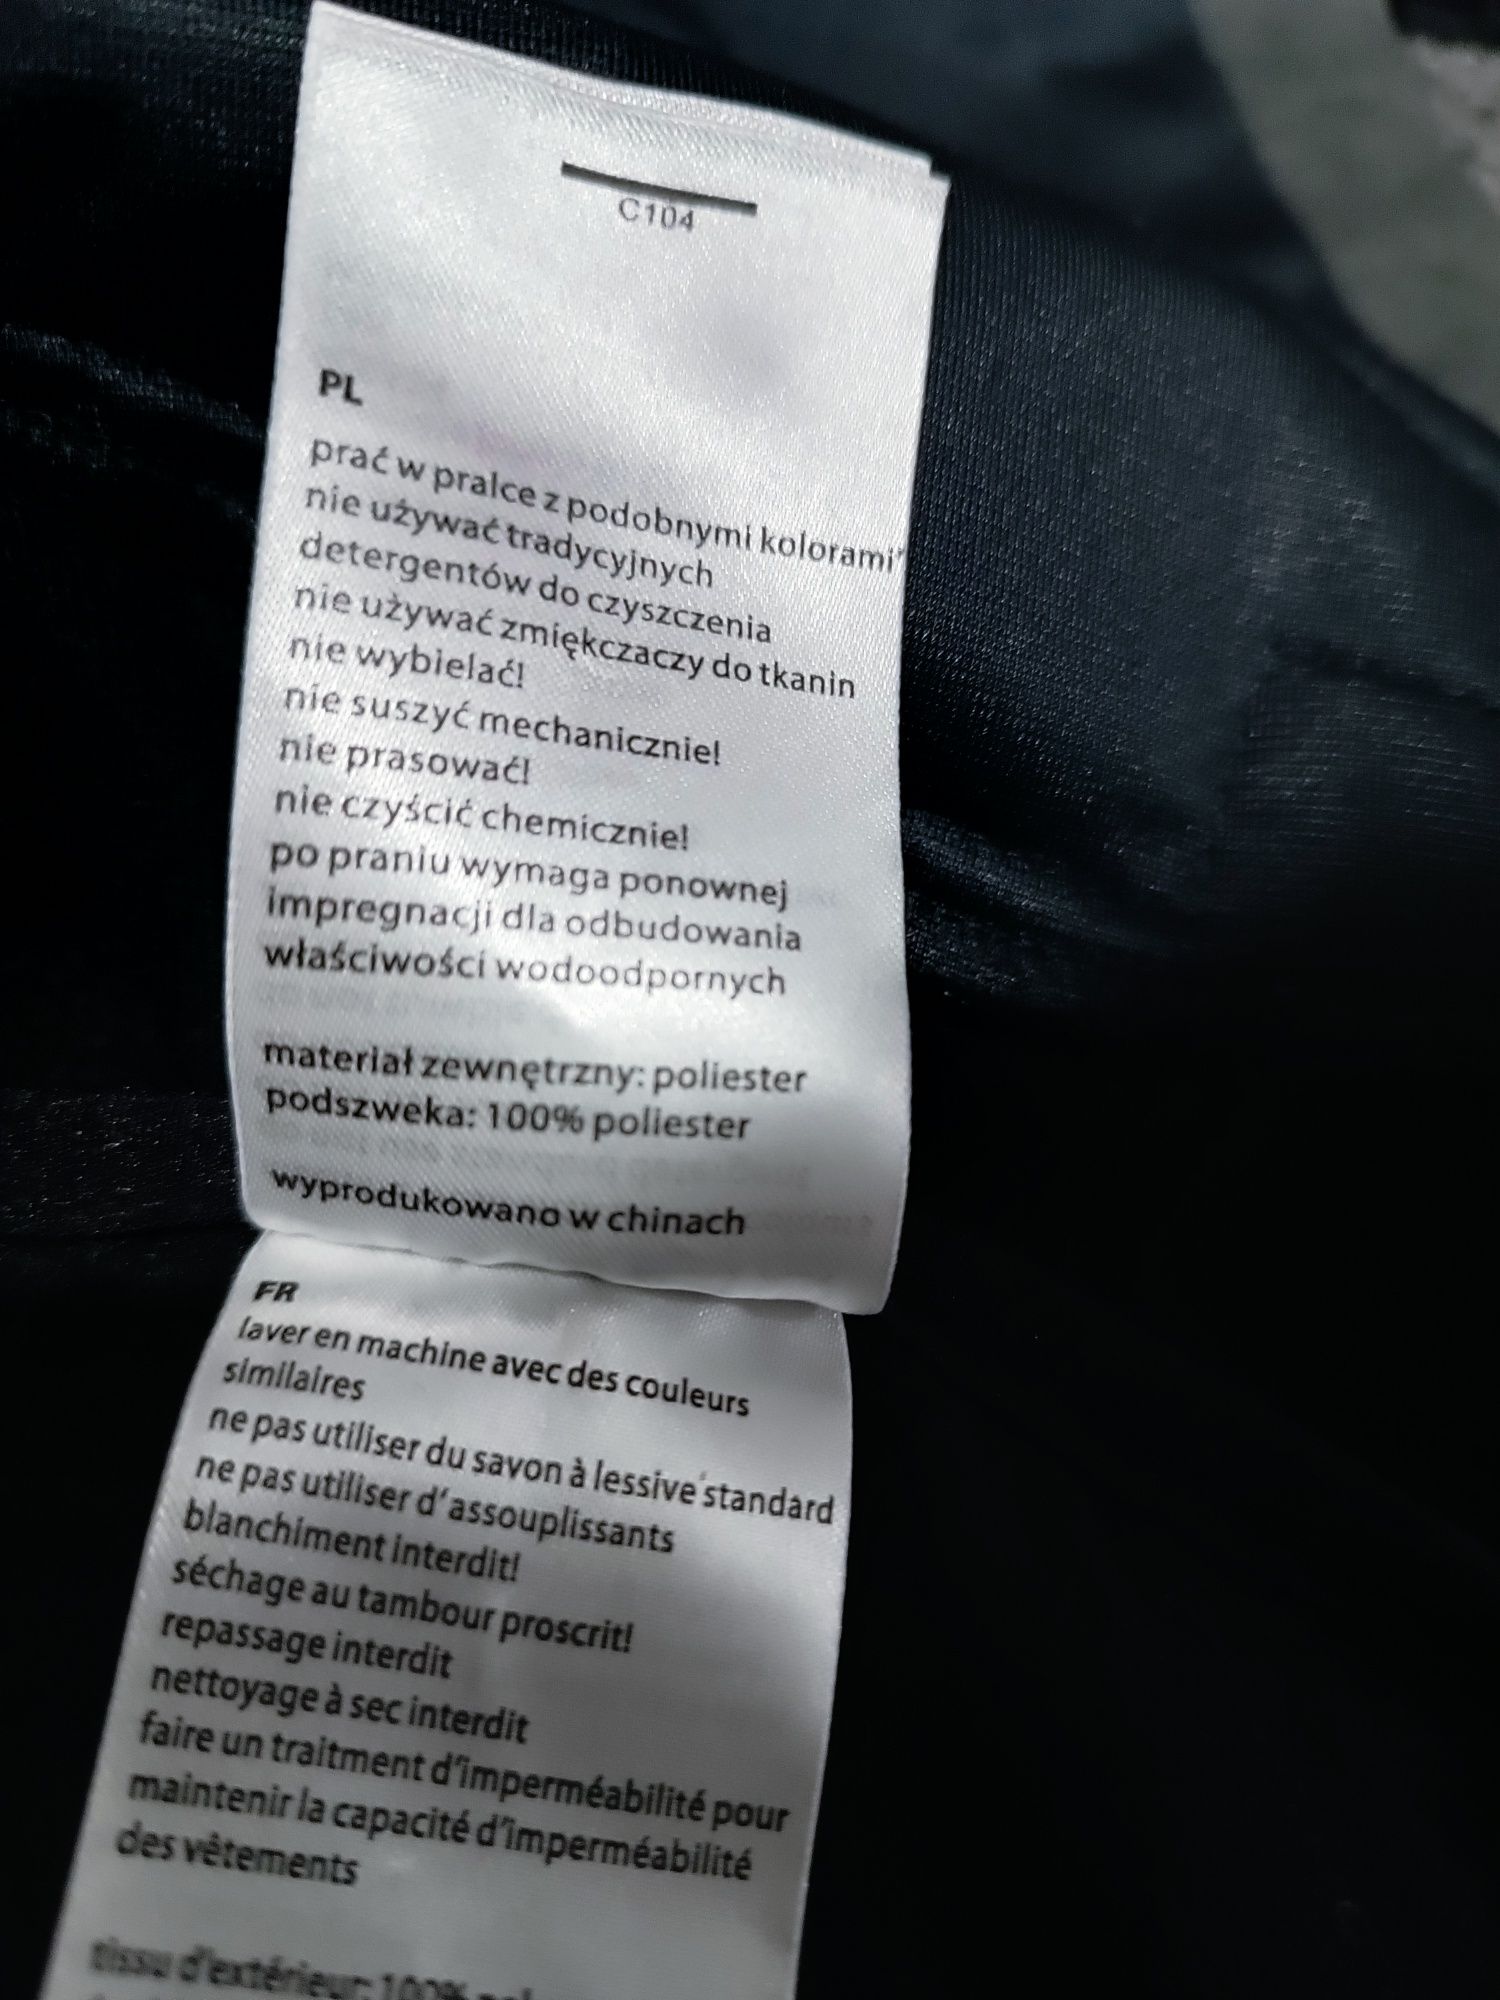 C104
PL
prać w pralce z podobnymi kolorami
nie używać tradycyjnych
detergentów do czyszczenia
nie używać zmiękczaczy do tkanin
nie wybielać!
nie suszyć mechanicznie!
nie prasować!
nie czyścić chemicznie!
po praniu wymaga ponownej
impregnacji dla odbudowania
właściwości wodoodpornych
materiał zewnętrzny: poliester
podszweka: 100% poliester
wyprodukowano w chinach
FR
laver en machine avec des couleurs
similaires
ne pas utiliser du savon à lessive standard
ne pas utiliser d'assouplissants
blanchiment interdit!
séchage au tambour proscrit!
repassage interdit
nettoyage à sec interdit
faire un traitment d'imperméabilité pour
maintenir la capacité d'imperméabilité
des vêtements
tissu d'extérieur: 100%